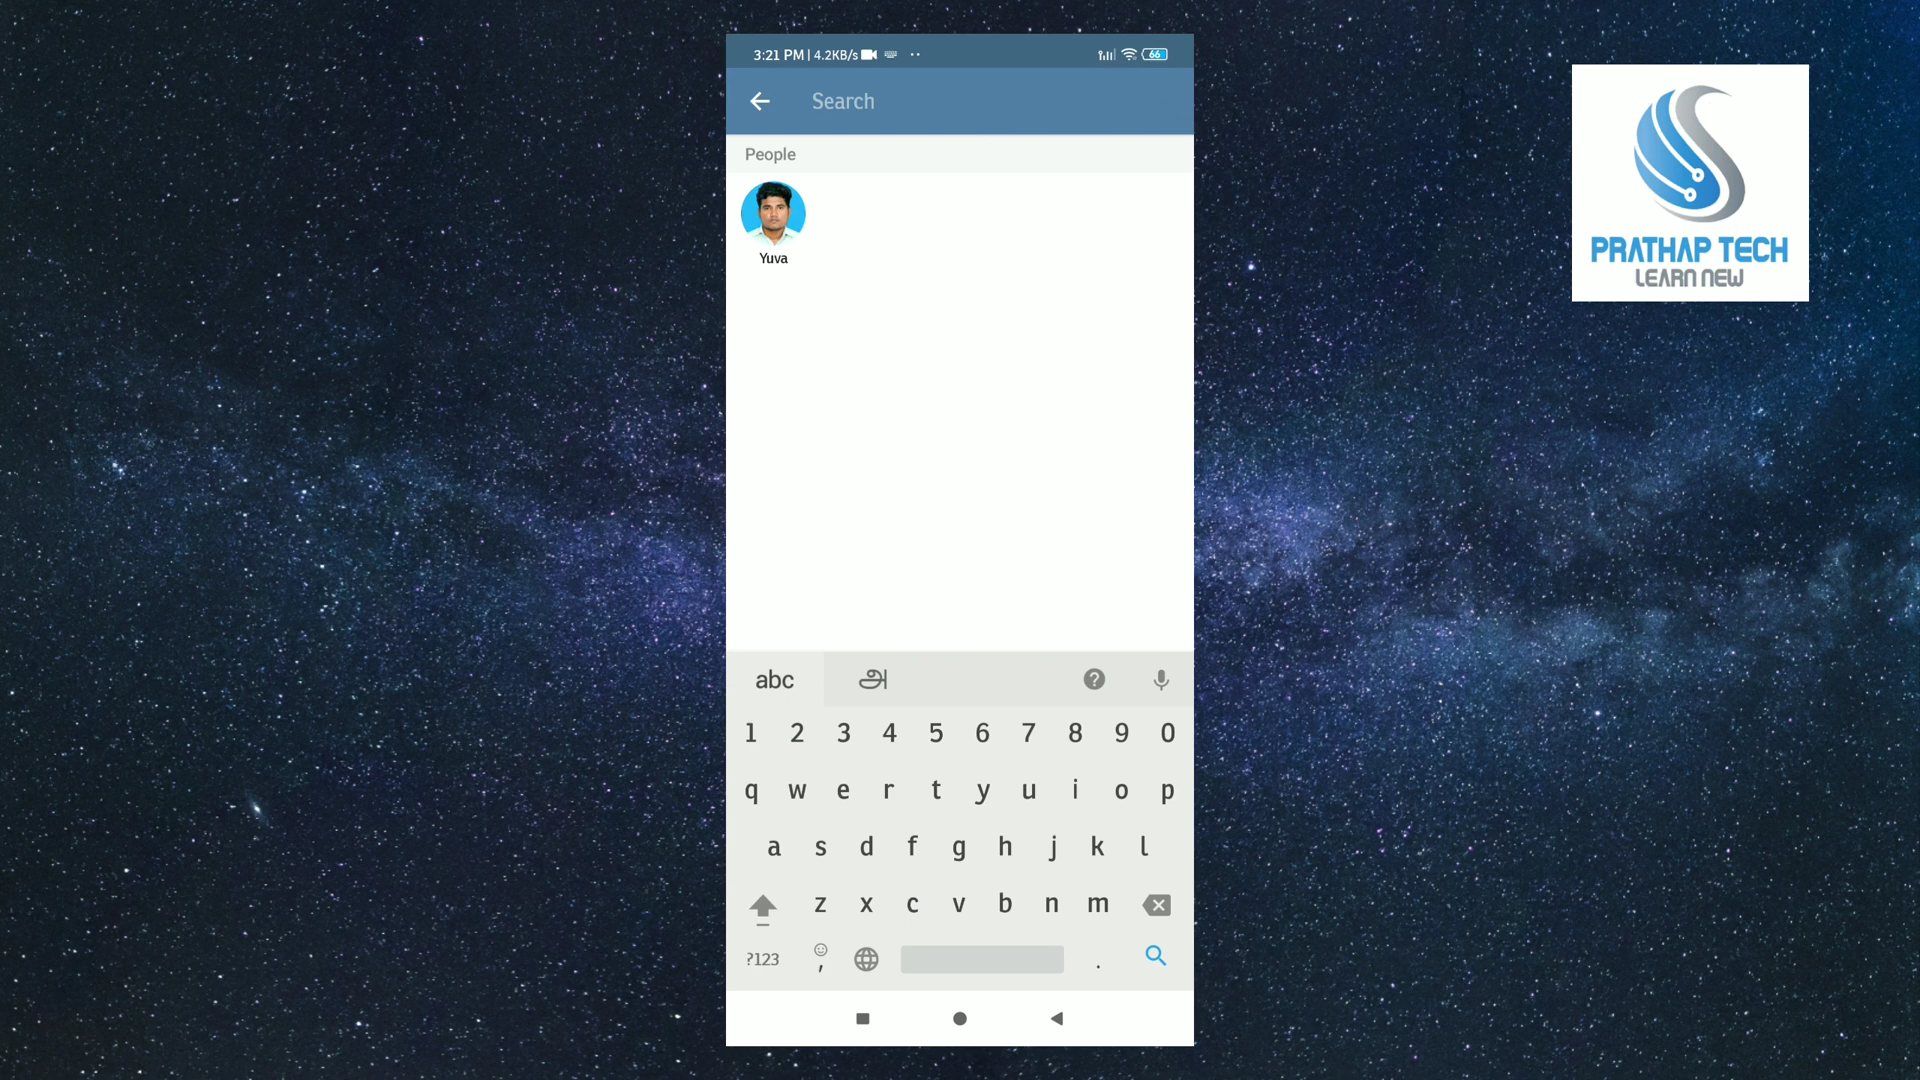 3:21 PM | 4.2KB/s
66
Search
People
Yuva
PRATHAP TECH
LEARN NEW
abc
அ
1 2 3 4 5 6 7 8 9 0
q w e r t y u i o p
a s d f g h j k l
z x c v b n m
?123 , .